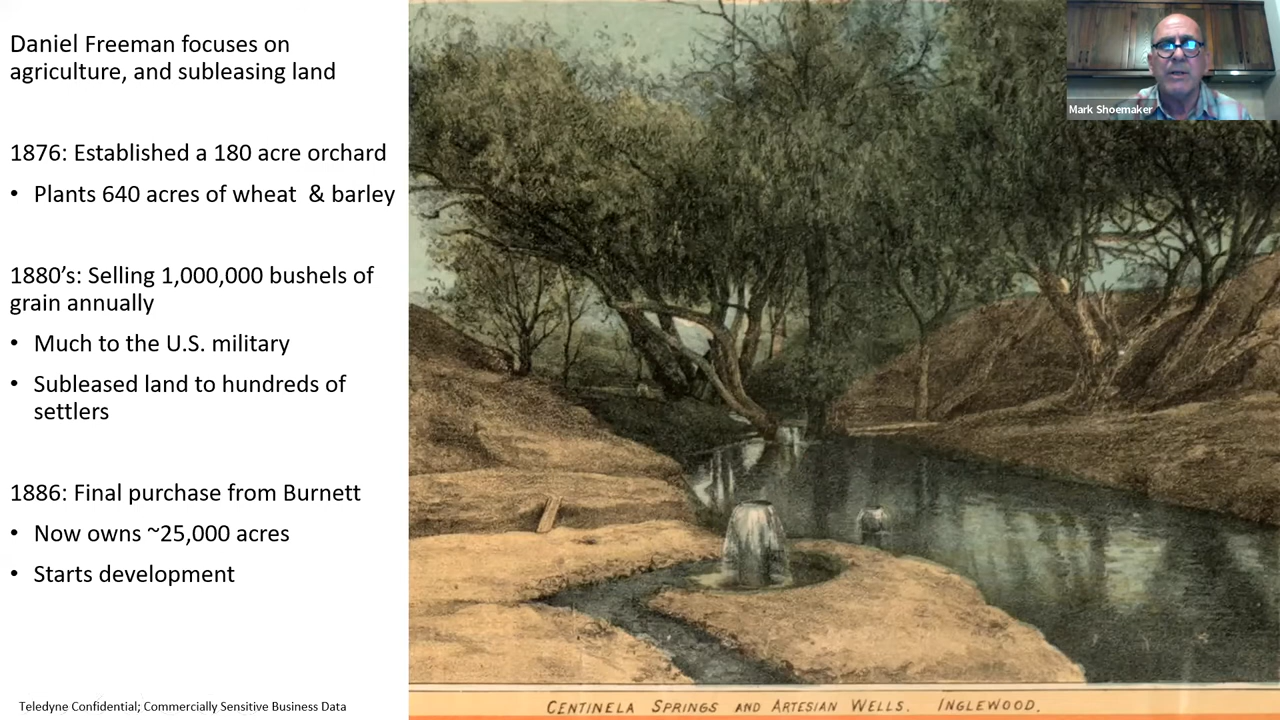 Daniel Freeman focuses on
agriculture, and subleasing land
1876: Established a 180 acre orchard
• Plants 640 acres of wheat & barley
1880’s: Selling 1,000,000 bushels of
grain annually
• Much to the U.S. military
• Subleased land to hundreds of
settlers
1886: Final purchase from Burnett
• Now owns ~25,000 acres
• Starts development
Teledyne Confidential; Commercially Sensitive Business Data
Mark Shoemaker
CENTINELA SPRINGS AND ARTESIAN WELLS. INGLEWOOD.